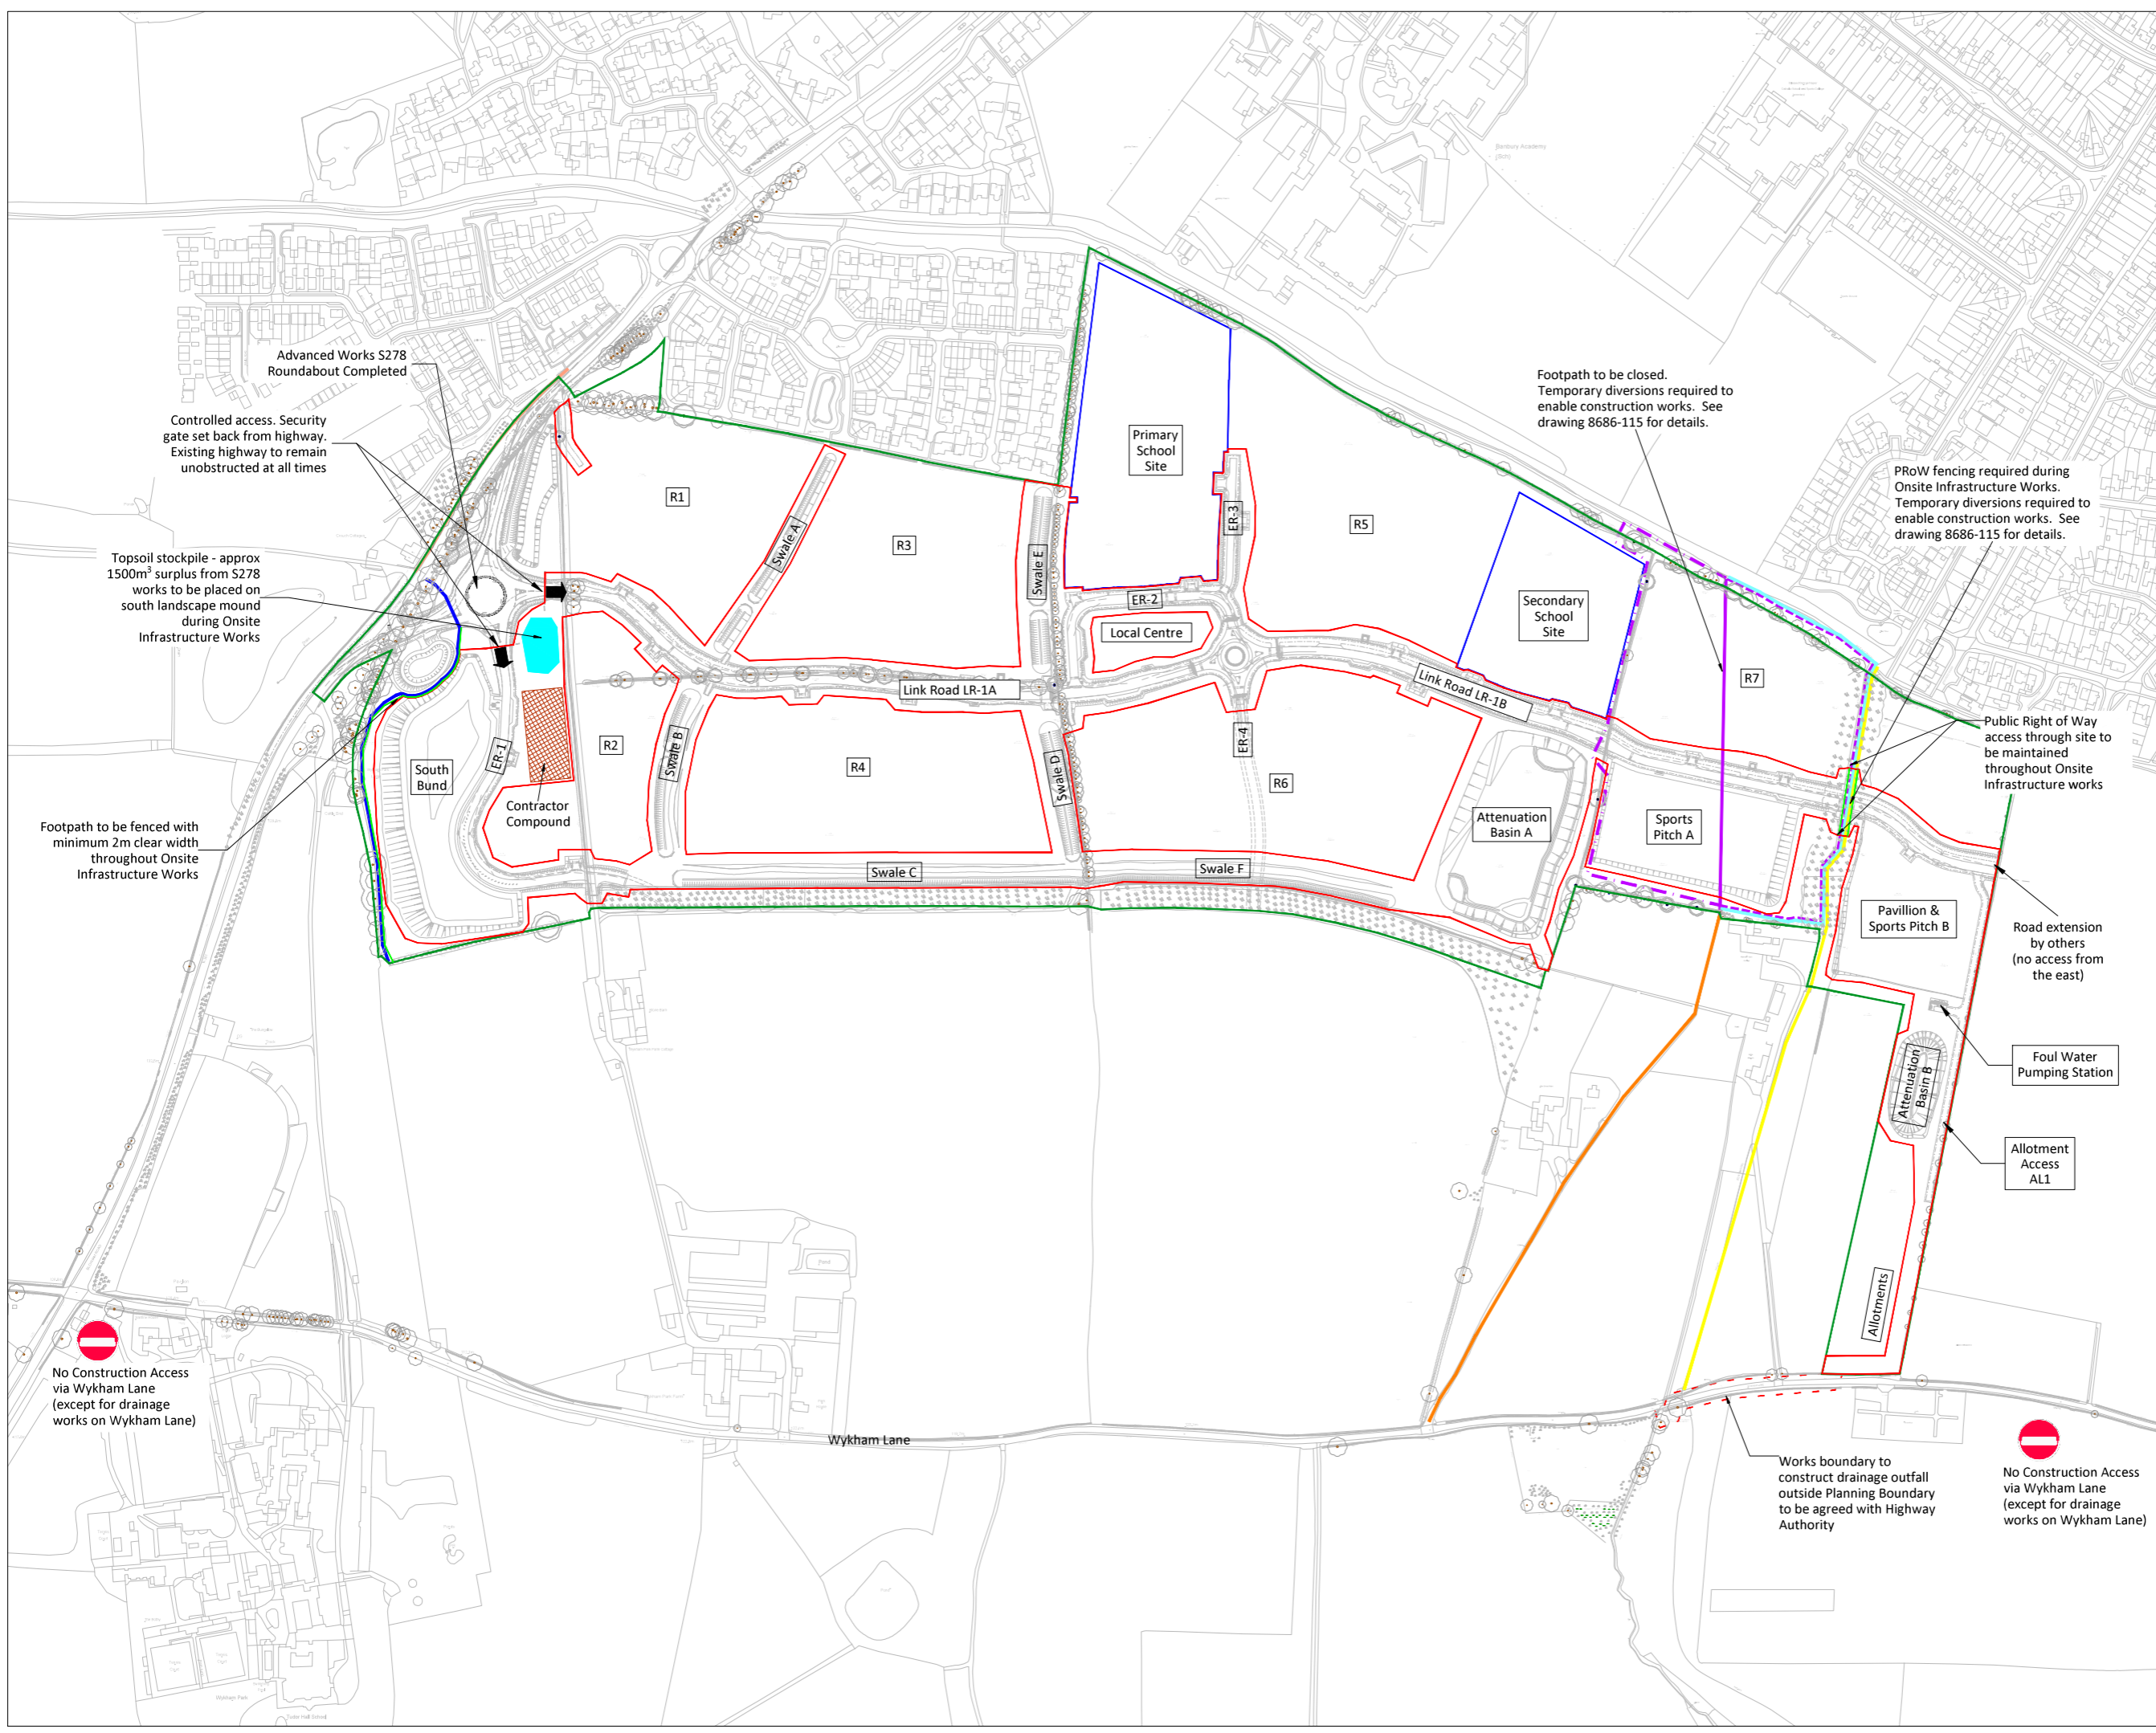 Banbury Academy
Advanced Works S278
Roundabout Completed
Controlled access. Security
gate set back from highway.
Existing highway to remain
unobstructed at all times
Topsoil stockpile - approx
1500m³ surplus from S278
works to be placed on
south landscape mound
during Onsite
Infrastructure Works
Footpath to be fenced with
minimum 2m clear width
throughout Onsite
Infrastructure Works
Footpath to be closed.
Temporary diversions required to
enable construction works. See
drawing 8686-115 for details.
PRoW fencing required during
Onsite Infrastructure Works.
Temporary diversions required to
enable construction works. See
drawing 8686-115 for details.
Public Right of Way
access through site to
be maintained
throughout Onsite
Infrastructure works
Primary
School
Site
R1
Swale A
R3
Swale E
ER-3
R5
ER-2
Local Centre
Secondary
School
Site
R7
Link Road LR-1A
Link Road LR-1B
South
Bund
ER-1
R2
Swale B
R4
Swale D
ER-4
R6
Attenuation
Basin A
Sports
Pitch A
Contractor
Compound
Swale C
Swale F
Pavillion &
Sports Pitch B
Road extension
by others
(no access from
the east)
Foul Water
Pumping Station
Attenuation
Basin B
Allotment
Access
AL1
Allotments
No Construction Access
via Wykham Lane
(except for drainage
works on Wykham Lane)
Wykham Lane
Works boundary to
construct drainage outfall
outside Planning Boundary
to be agreed with Highway
Authority
No Construction Access
via Wykham Lane
(except for drainage
works on Wykham Lane)
Pond
Wykham Park
Tudor Hall School